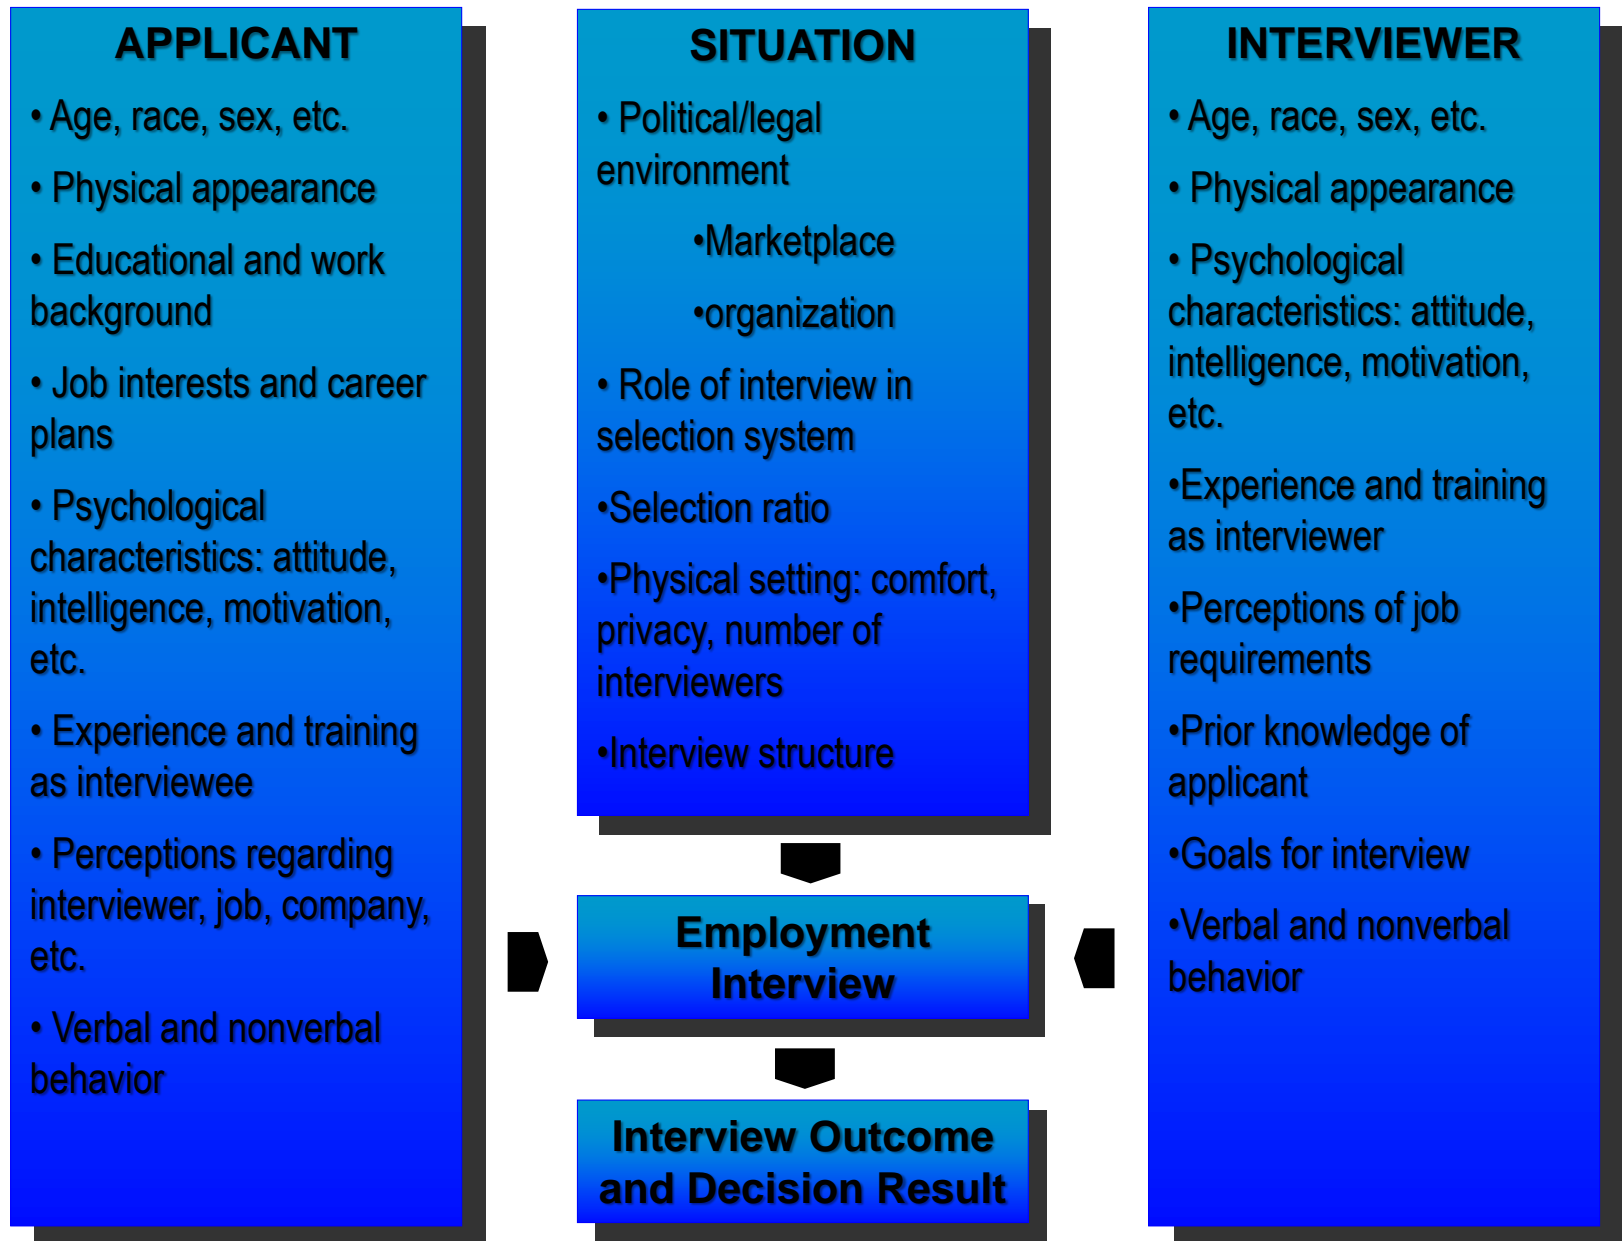 APPLICANT
• Age, race, sex, etc.
• Physical appearance
• Educational and work
background
• Job interests and career
plans
• Psychological
characteristics: attitude,
intelligence, motivation,
etc.
• Experience and training
as interviewee
• Perceptions regarding
interviewer, job, company,
etc.
• Verbal and nonverbal
behavior
SITUATION
• Political/legal
environment
•Marketplace
•organization
• Role of interview in
selection system
•Selection ratio
•Physical setting: comfort,
privacy, number of
interviewers
•Interview structure
Employment
Interview
Interview Outcome
and Decision Result
INTERVIEWER
• Age, race, sex, etc.
• Physical appearance
• Psychological
characteristics: attitude,
intelligence, motivation,
etc.
•Experience and training
as interviewer
•Perceptions of job
requirements
•Prior knowledge of
applicant
•Goals for interview
•Verbal and nonverbal
behavior